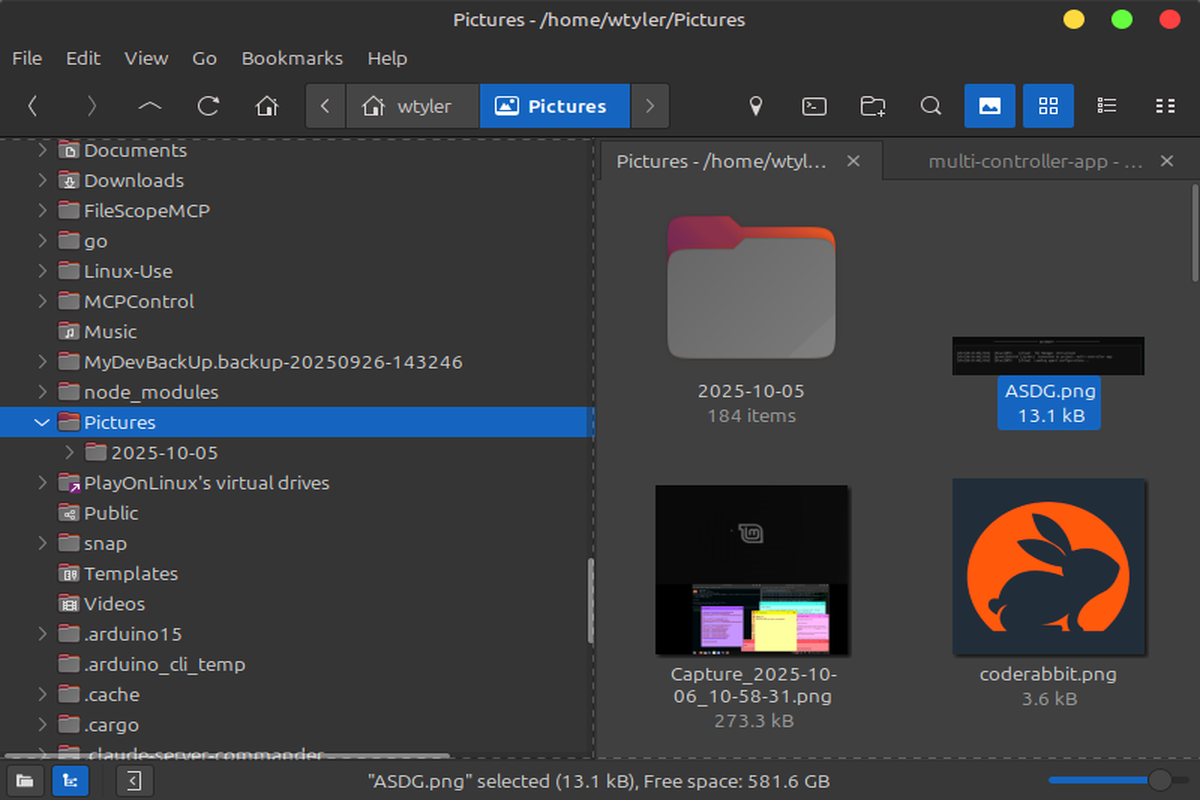 Pictures - /home/wtyler/Pictures
File Edit View Go Bookmarks Help
wtyler Pictures
Documents
Downloads
FileScopeMCP
go
Linux-Use
MCPControl
Music
MyDevBackUp.backup-20250926-143246
node_modules
Pictures
2025-10-05
PlayOnLinux's virtual drives
Public
snap
Templates
Videos
.arduino15
.arduino_cli_temp
.cache
.cargo
.claude-server-commander
Pictures - /home/wtyl...
multi-controller-app - ...
2025-10-05
184 items
ASDG.png
13.1 kB
Capture_2025-10-
06_10-58-31.png
273.3 kB
coderabbit.png
3.6 kB
"ASDG.png" selected (13.1 kB), Free space: 581.6 GB